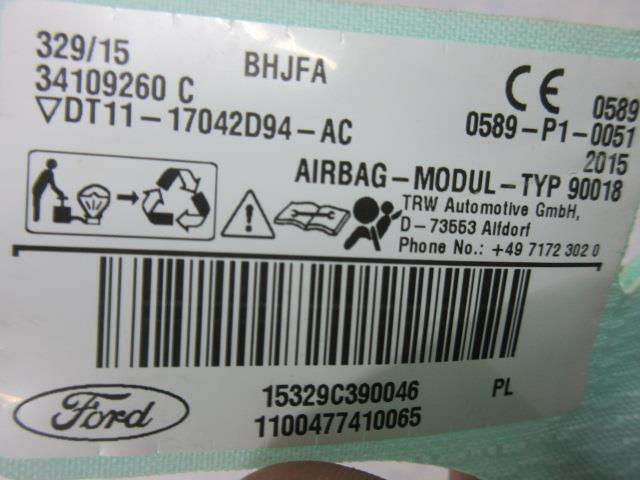 329/15
BHJFA
34109260 C
▽DT11-17042D94-AC
0589
0589-P1-0051
2015
AIRBAG-MODUL-TYP 90018
TRW Automotive GmbH,
D-73553 Alfdorf
Phone No.: +49 7172 302 0
15329C390046
PL
1100477410065
Ford